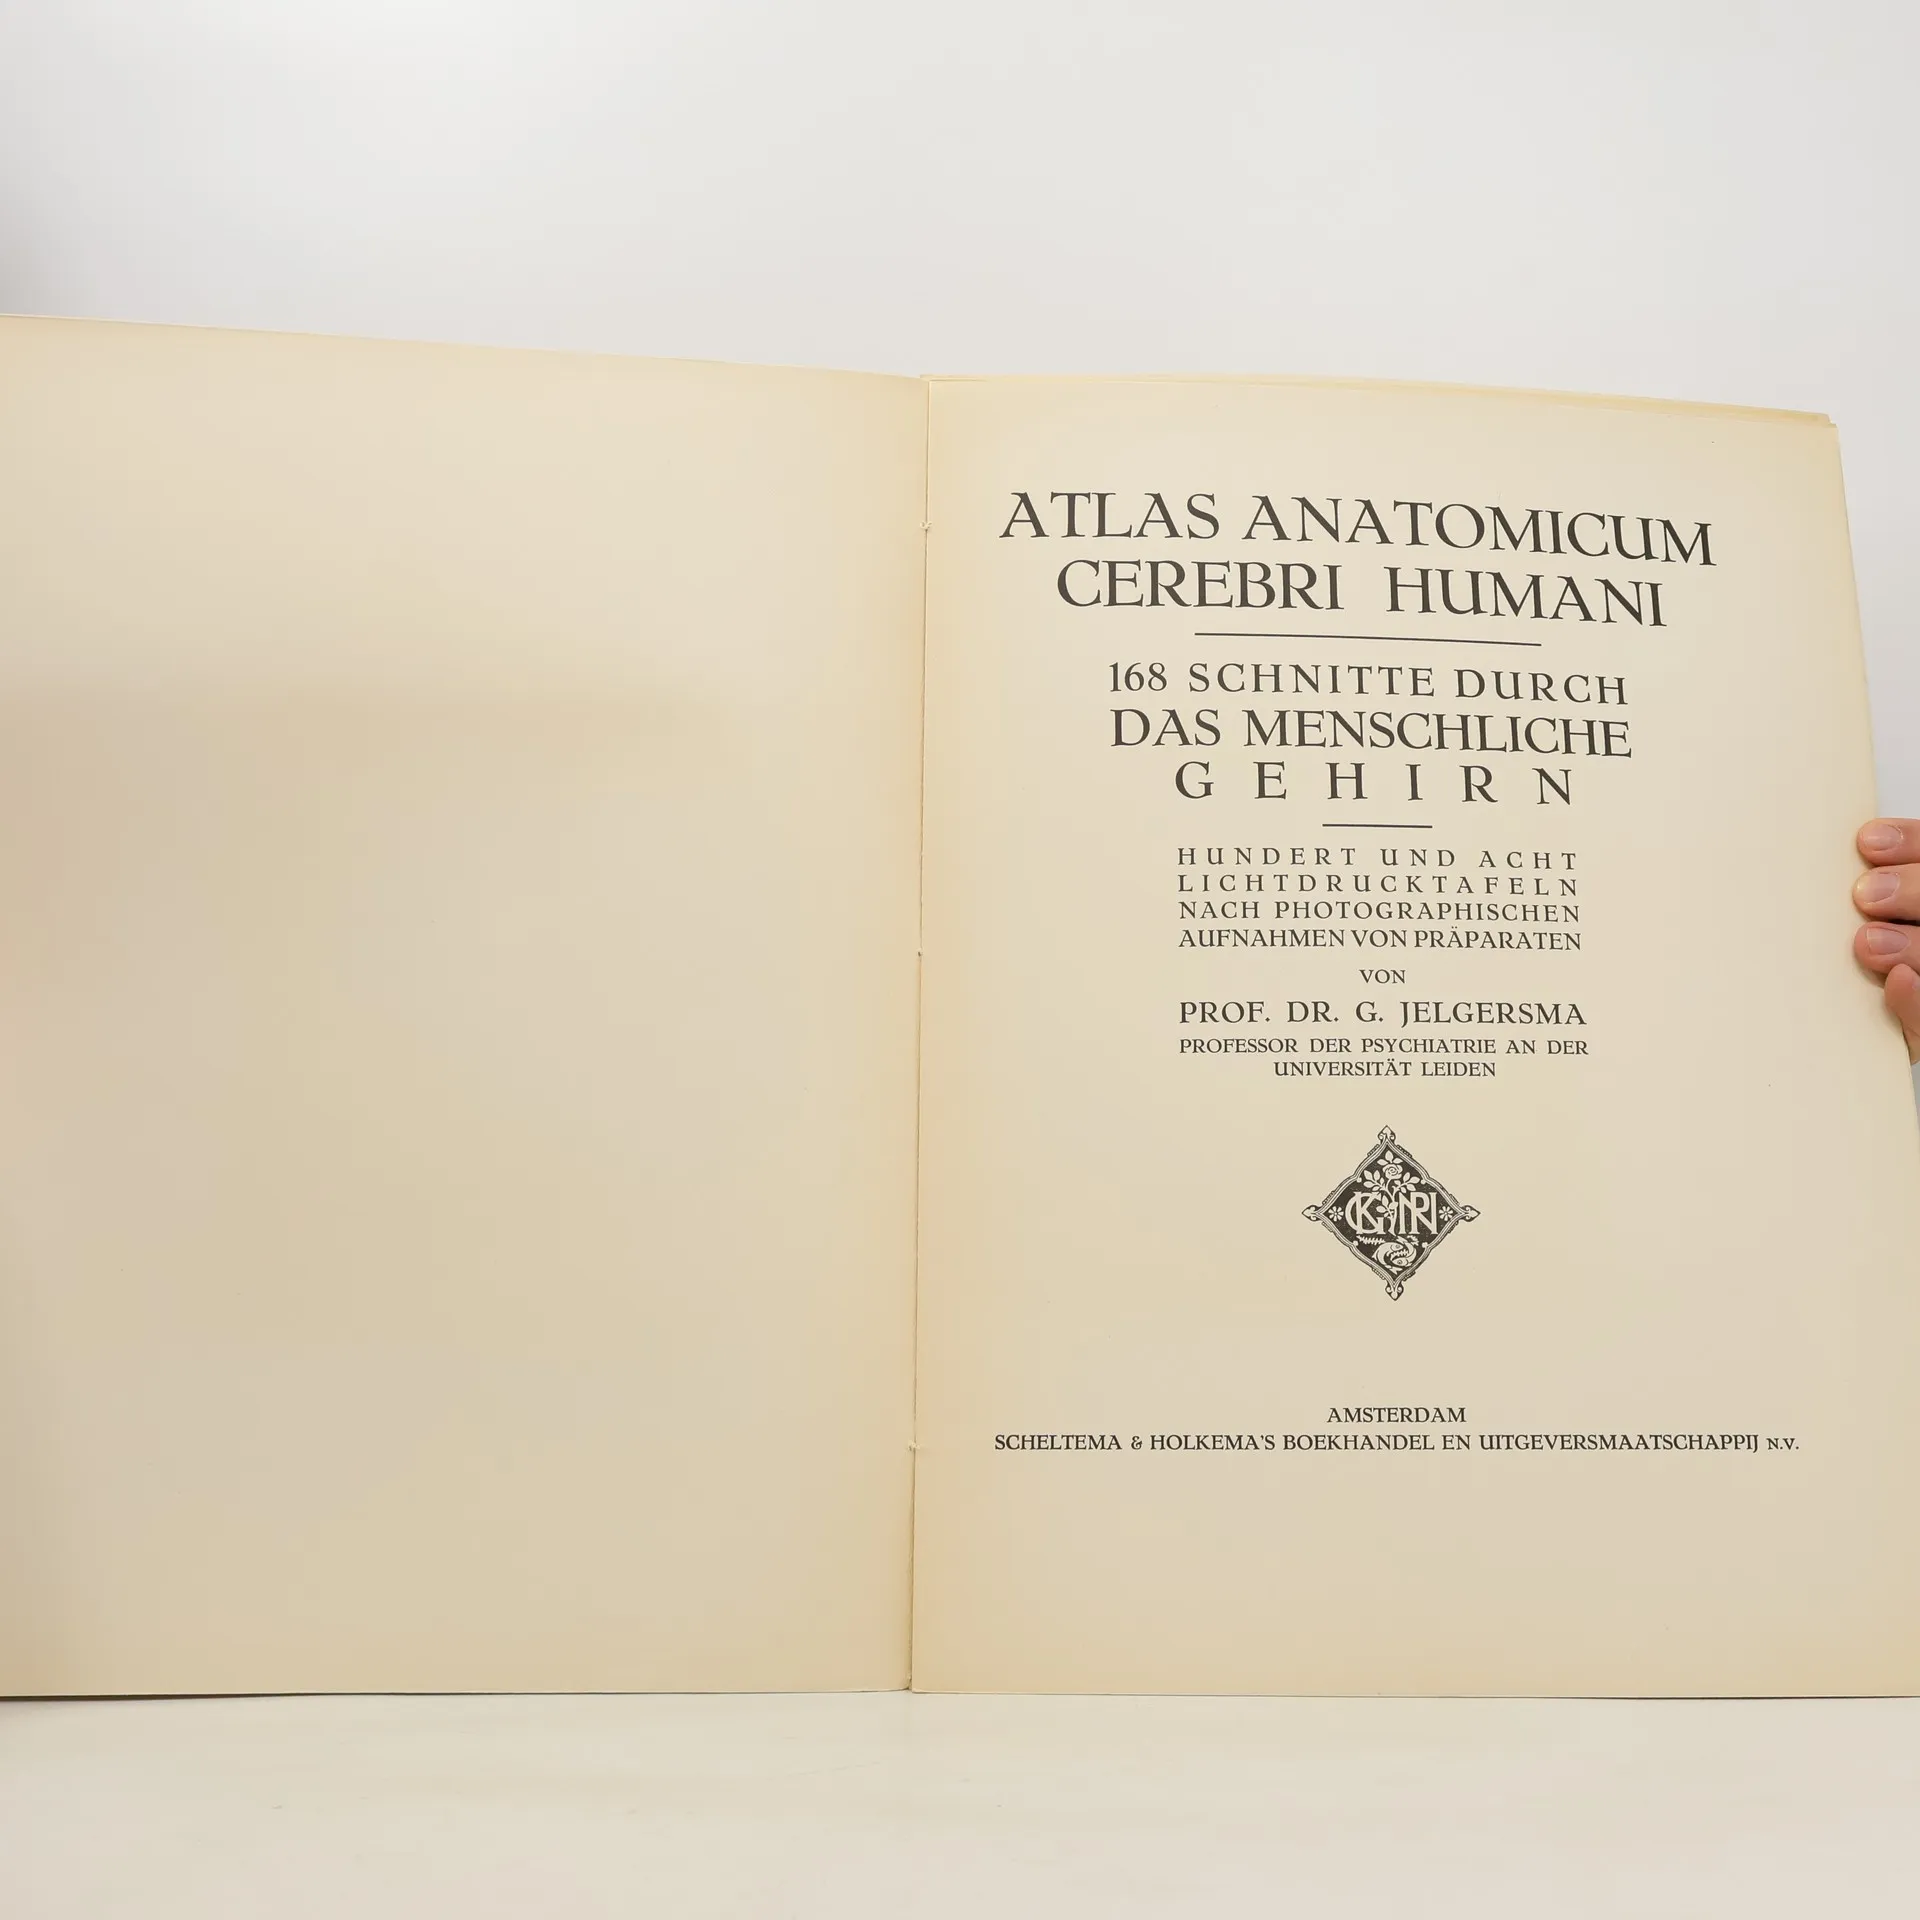 ATLAS ANATOMICUM
CEREBRI HUMANI
168 SCHNITTE DURCH
DAS MENSCHLICHE
GEHIRN
HUNDERT UND ACHT
LICHTDRUCKTAFELN
NACH PHOTOGRAPHISCHEN
AUFNAHMEN VON PRÄPARATEN
VON
PROF. DR. G. JELGERSMA
PROFESSOR DER PSYCHIATRIE AN DER
UNIVERSITÄT LEIDEN
AMSTERDAM
SCHELTEMA & HOLKEMA'S BOEKHANDEL EN UITGEVERSMAATSCHAPPIJ N.V.